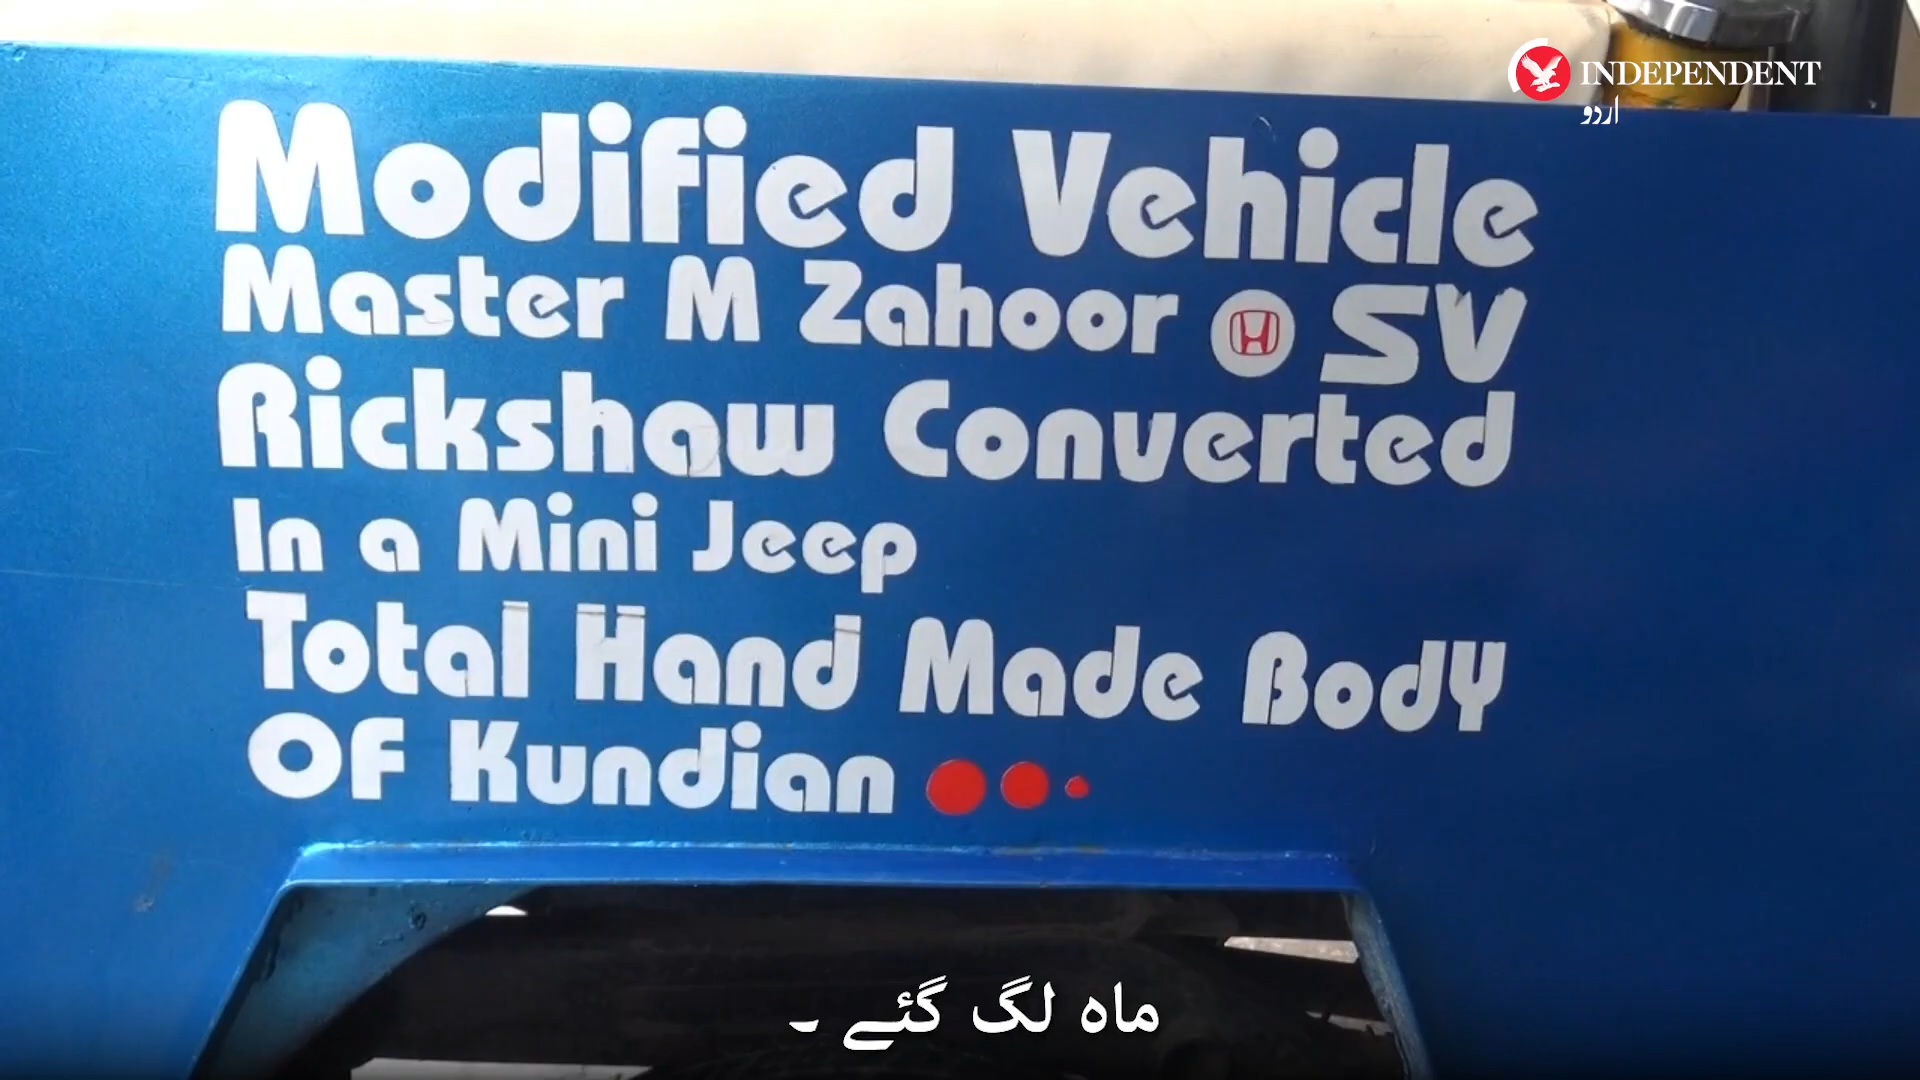 INDEPENDENT
اردو
Modified Vehicle
Master M Zahoor SV
Rickshaw Converted
In a Mini Jeep
Total Hand Made Body
OF Kundian
ماہ لگ گئے ۔